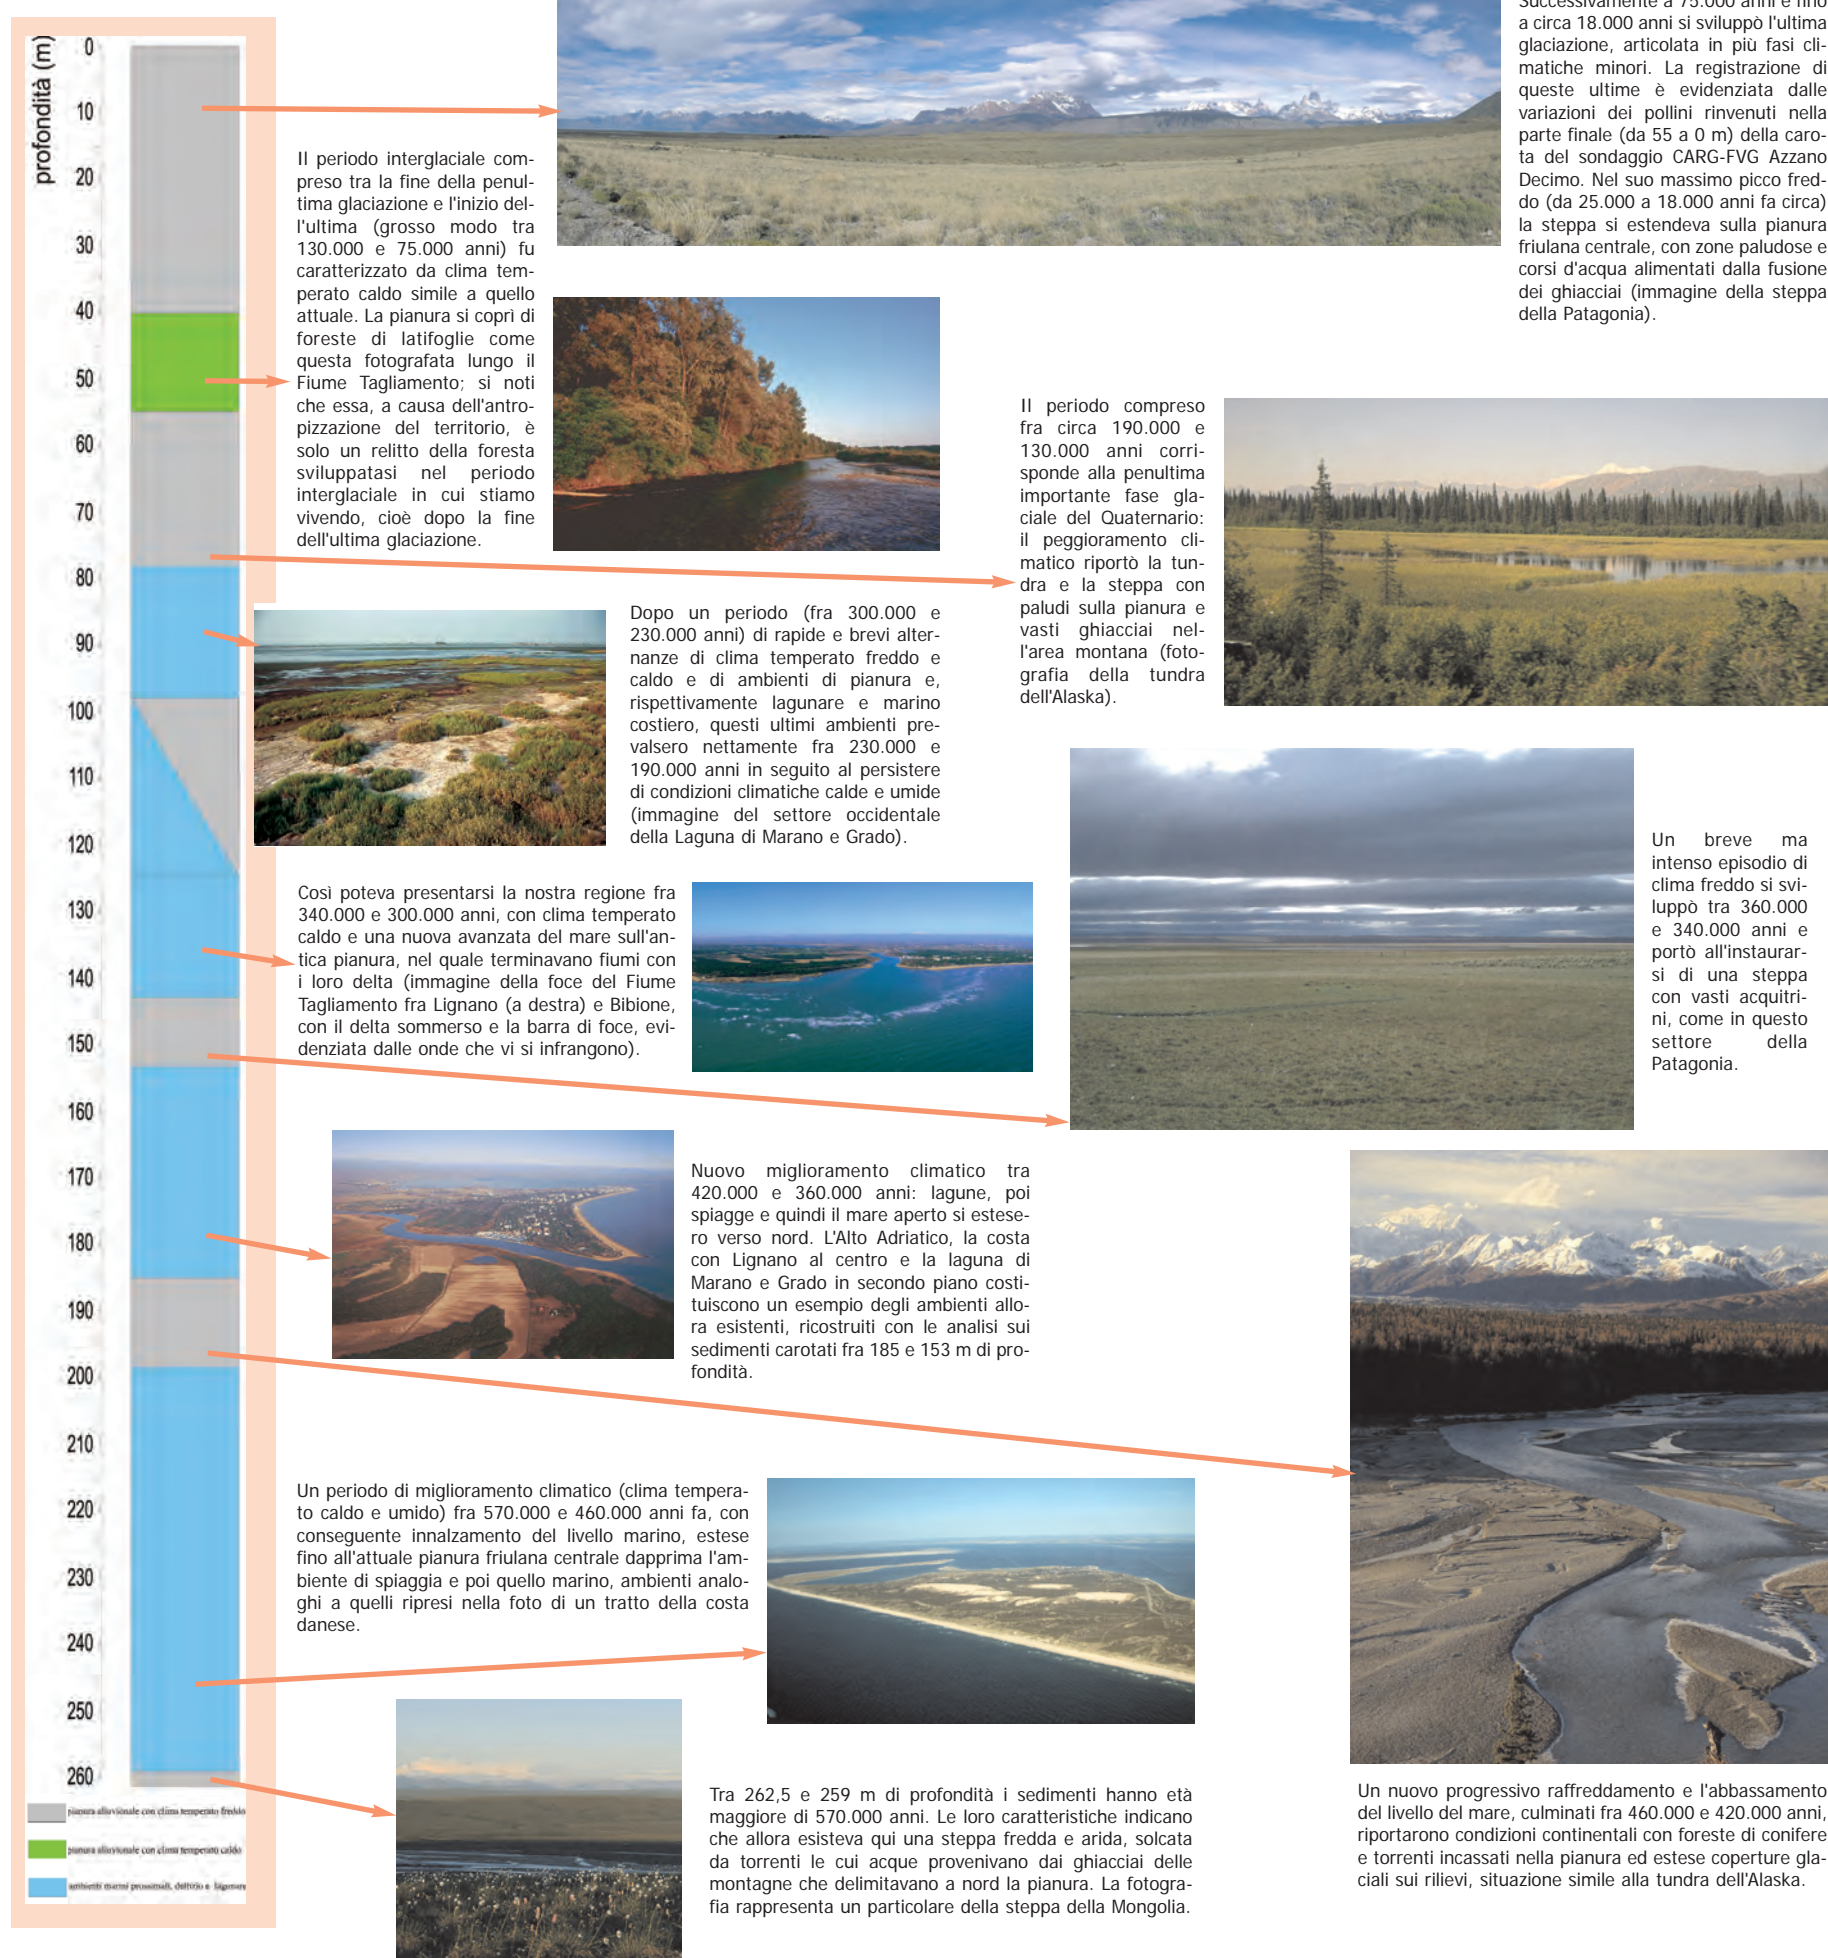 profondità (m)
0
10
20
30
40
50
60
70
80
90
100
110
120
130
140
150
160
170
180
190
200
210
220
230
240
250
260
pianura alluvionale con clima temperato freddo
pianura alluvionale con clima temperato caldo
ambienti marini prossimali, deltizio e lagunare
Successivamente a 75.000 anni e fino
a circa 18.000 anni si sviluppò l'ultima
glaciazione, articolata in più fasi cli-
matiche minori. La registrazione di
queste ultime è evidenziata dalle
variazioni dei pollini rinvenuti nella
parte finale (da 55 a 0 m) della caro-
ta del sondaggio CARG-FVG Azzano
Decimo. Nel suo massimo picco fred-
do (da 25.000 a 18.000 anni fa circa)
la steppa si estendeva sulla pianura
friulana centrale, con zone paludose e
corsi d'acqua alimentati dalla fusione
dei ghiacciai (immagine della steppa
della Patagonia).
Il periodo interglaciale com-
preso tra la fine della penul-
tima glaciazione e l'inizio del-
l'ultima (grosso modo tra
130.000 e 75.000 anni) fu
caratterizzato da clima tem-
perato caldo simile a quello
attuale. La pianura si coprì di
foreste di latifoglie come
questa fotografata lungo il
Fiume Tagliamento; si noti
che essa, a causa dell'antro-
pizzazione del territorio, è
solo un relitto della foresta
sviluppatasi nel periodo
interglaciale in cui stiamo
vivendo, cioè dopo la fine
dell'ultima glaciazione.
Il periodo compreso
fra circa 190.000 e
130.000 anni corri-
sponde alla penultima
importante fase gla-
ciale del Quaternario:
il peggioramento cli-
matico riportò la tun-
dra e la steppa con
paludi sulla pianura e
vasti ghiacciai nel-
l'area montana (foto-
grafia della tundra
dell'Alaska).
Dopo un periodo (fra 300.000 e
230.000 anni) di rapide e brevi alter-
nanze di clima temperato freddo e
caldo e di ambienti di pianura e,
rispettivamente lagunare e marino
costiero, questi ultimi ambienti pre-
valsero nettamente fra 230.000 e
190.000 anni in seguito al persistere
di condizioni climatiche calde e umide
(immagine del settore occidentale
della Laguna di Marano e Grado).
Così poteva presentarsi la nostra regione fra
340.000 e 300.000 anni, con clima temperato
caldo e una nuova avanzata del mare sull'an-
tica pianura, nel quale terminavano fiumi con
i loro delta (immagine della foce del Fiume
Tagliamento fra Lignano (a destra) e Bibione,
con il delta sommerso e la barra di foce, evi-
denziata dalle onde che vi si infrangono).
Un breve ma
intenso episodio di
clima freddo si svi-
luppò tra 360.000
e 340.000 anni e
portò all'instaurar-
si di una steppa
con vasti acquitri-
ni, come in questo
settore della
Patagonia.
Nuovo miglioramento climatico tra
420.000 e 360.000 anni: lagune, poi
spiagge e quindi il mare aperto si estese-
ro verso nord. L'Alto Adriatico, la costa
con Lignano al centro e la laguna di
Marano e Grado in secondo piano costi-
tuiscono un esempio degli ambienti allo-
ra esistenti, ricostruiti con le analisi sui
sedimenti carotati fra 185 e 153 m di pro-
fondità.
Un periodo di miglioramento climatico (clima tempera-
to caldo e umido) fra 570.000 e 460.000 anni fa, con
conseguente innalzamento del livello marino, estese
fino all'attuale pianura friulana centrale dapprima l'am-
biente di spiaggia e poi quello marino, ambienti analo-
ghi a quelli ripresi nella foto di un tratto della costa
danese.
Tra 262,5 e 259 m di profondità i sedimenti hanno età
maggiore di 570.000 anni. Le loro caratteristiche indicano
che allora esisteva qui una steppa fredda e arida, solcata
da torrenti le cui acque provenivano dai ghiacciai delle
montagne che delimitavano a nord la pianura. La fotogra-
fia rappresenta un particolare della steppa della Mongolia.
Un nuovo progressivo raffreddamento e l'abbassamento
del livello del mare, culminati fra 460.000 e 420.000 anni,
riportarono condizioni continentali con foreste di conifere
e torrenti incassati nella pianura ed estese coperture gla-
ciali sui rilievi, situazione simile alla tundra dell'Alaska.